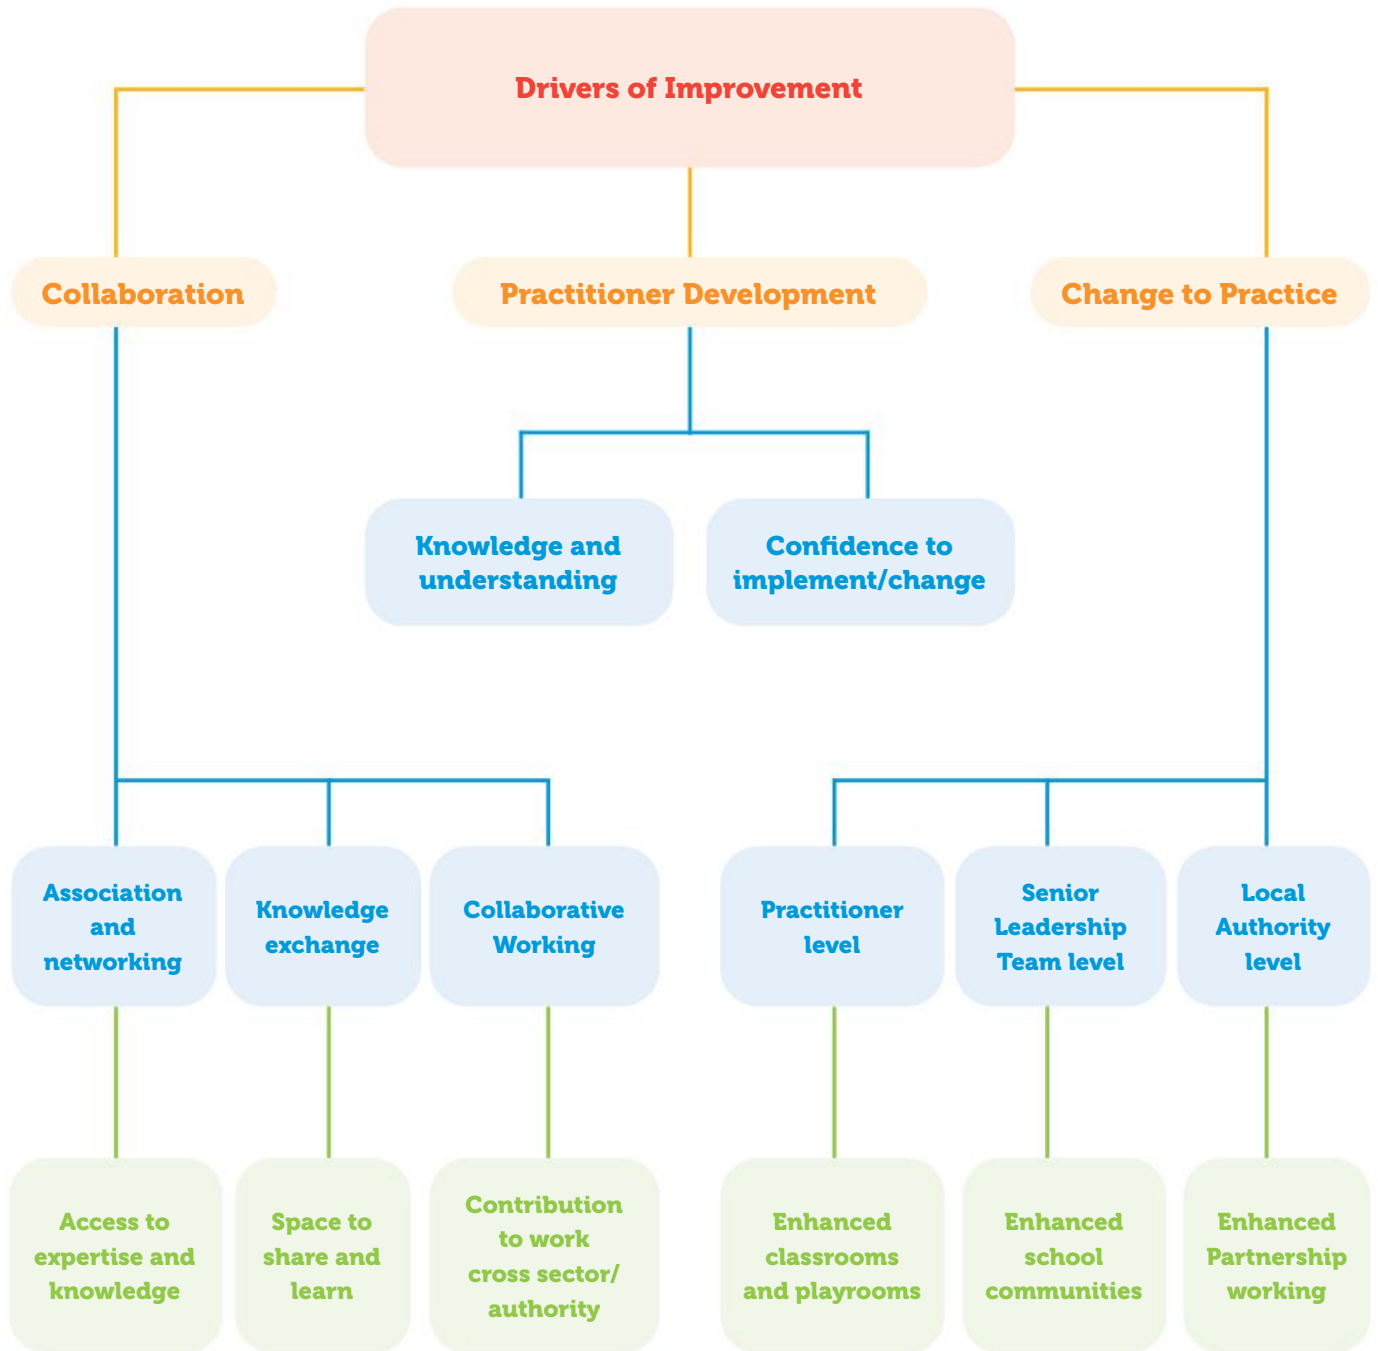 Drivers of Improvement
Collaboration
Practitioner Development
Change to Practice
Knowledge and
understanding
Confidence to
implement/change
Association
and
networking
Knowledge
exchange
Collaborative
Working
Practitioner
level
Senior
Leadership
Team level
Local
Authority
level
Access to
expertise and
knowledge
Space to
share and
learn
Contribution
to work
cross sector/
authority
Enhanced
classrooms
and playrooms
Enhanced
school
communities
Enhanced
Partnership
working